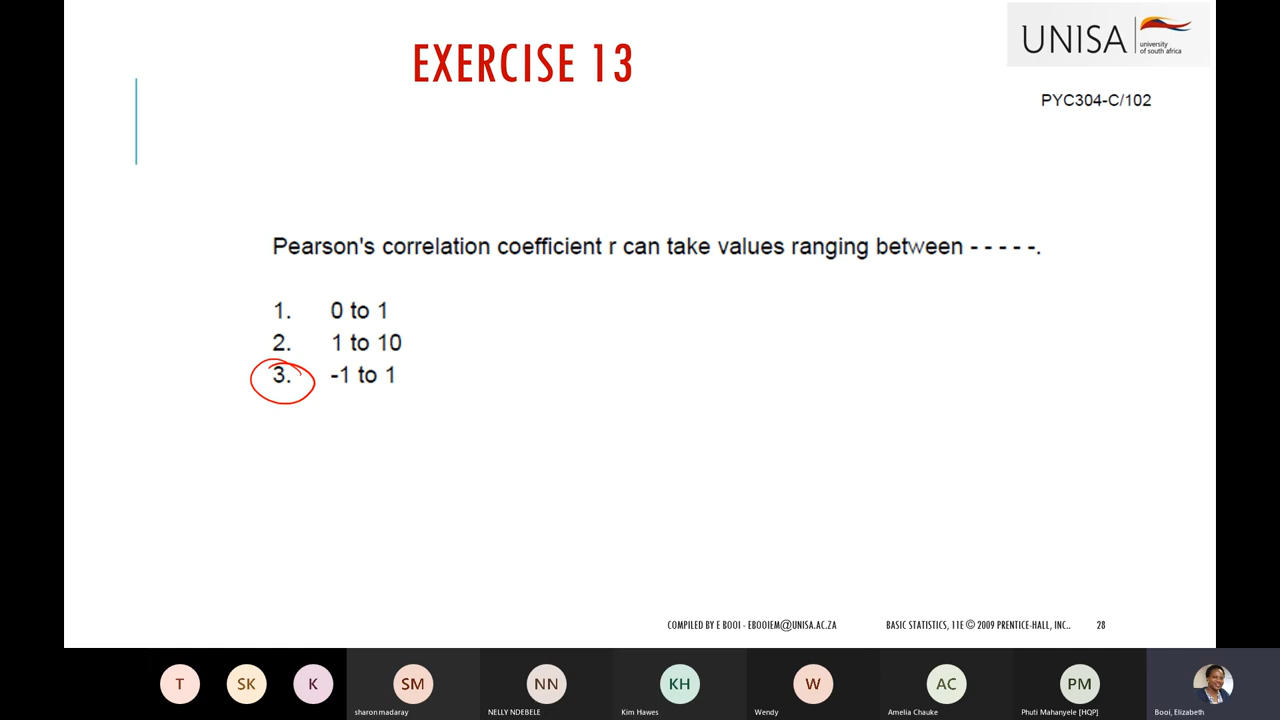 EXERCISE 13
UNISA
university
of south africa
PYC304-C/102
Pearson's correlation coefficient r can take values ranging between - - - - -.
1. 0 to 1
2. 1 to 10
3. -1 to 1
COMPILED BY E BOOI - EBOOIEM@UNISA.AC.ZA
BASIC STATISTICS, 11E © 2009 PRENTICE-HALL, INC..
28
T
SK
K
SM
NN
KH
W
AC
PM
sharon madaray
NELLY NDEBELE
Kim Hawes
Wendy
Amelia Chauke
Phuti Mahanyele [HQP]
Booi, Elizabeth